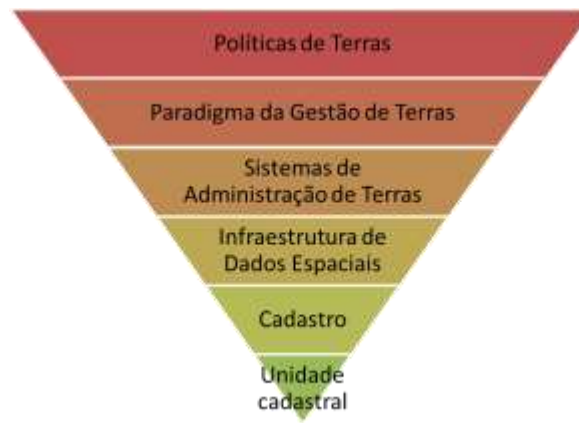 Políticas de Terras
Paradigma da Gestão de Terras
Sistemas de
Administração de Terras
Infraestrutura de
Dados Espaciais
Cadastro
Unidade
cadastral